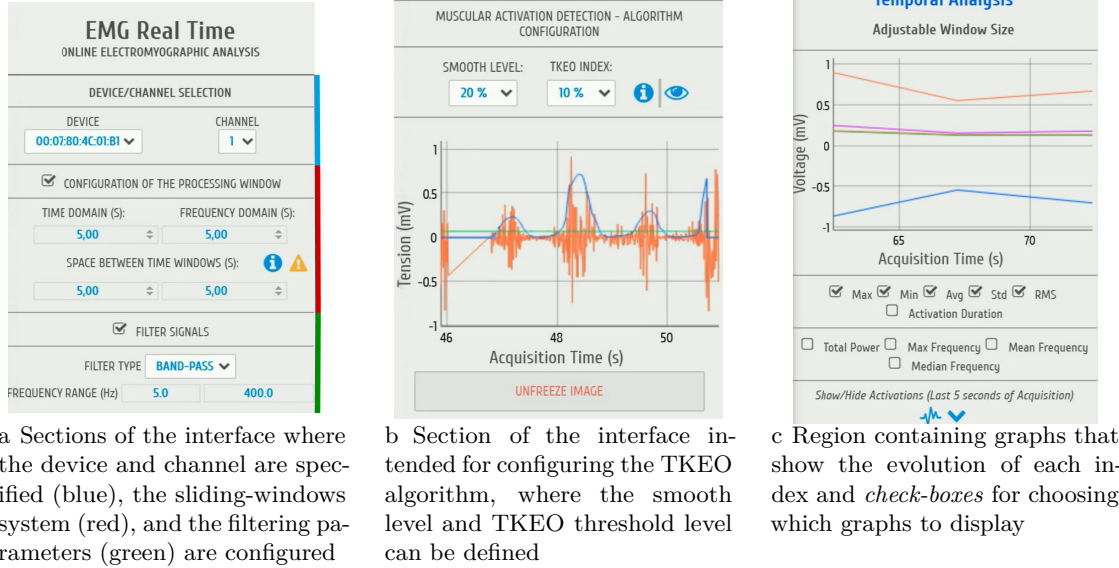 EMG Real Time
ONLINE ELECTROMYOGRAPHIC ANALYSIS
DEVICE/CHANNEL SELECTION
DEVICE CHANNEL
00:07:80:4C:01:B1 1
CONFIGURATION OF THE PROCESSING WINDOW
TIME DOMAIN (S): FREQUENCY DOMAIN (S):
5,00 5,00
SPACE BETWEEN TIME WINDOWS (S):
5,00 5,00
FILTER SIGNALS
FILTER TYPE BAND-PASS
FREQUENCY RANGE (Hz) 5.0 400.0
a Sections of the interface where
the device and channel are spec-
ified (blue), the sliding-windows
system (red), and the filtering pa-
rameters (green) are configured
MUSCULAR ACTIVATION DETECTION - ALGORITHM
CONFIGURATION
SMOOTH LEVEL: TKEO INDEX:
20 % 10 %
Tension (mV)
1
0.5
0
-0.5
-1
46 48 50
Acquisition Time (s)
UNFREEZE IMAGE
b Section of the interface in-
tended for configuring the TKEO
algorithm, where the smooth
level and TKEO threshold level
can be defined
Temporal Analysis
Adjustable Window Size
Voltage (mV)
1
0.5
0
-0.5
-1
65 70
Acquisition Time (s)
Max Min Avg Std RMS
Activation Duration
Total Power Max Frequency Mean Frequency
Median Frequency
Show/Hide Activations (Last 5 seconds of Acquisition)
c Region containing graphs that
show the evolution of each in-
dex and check-boxes for choosing
which graphs to display